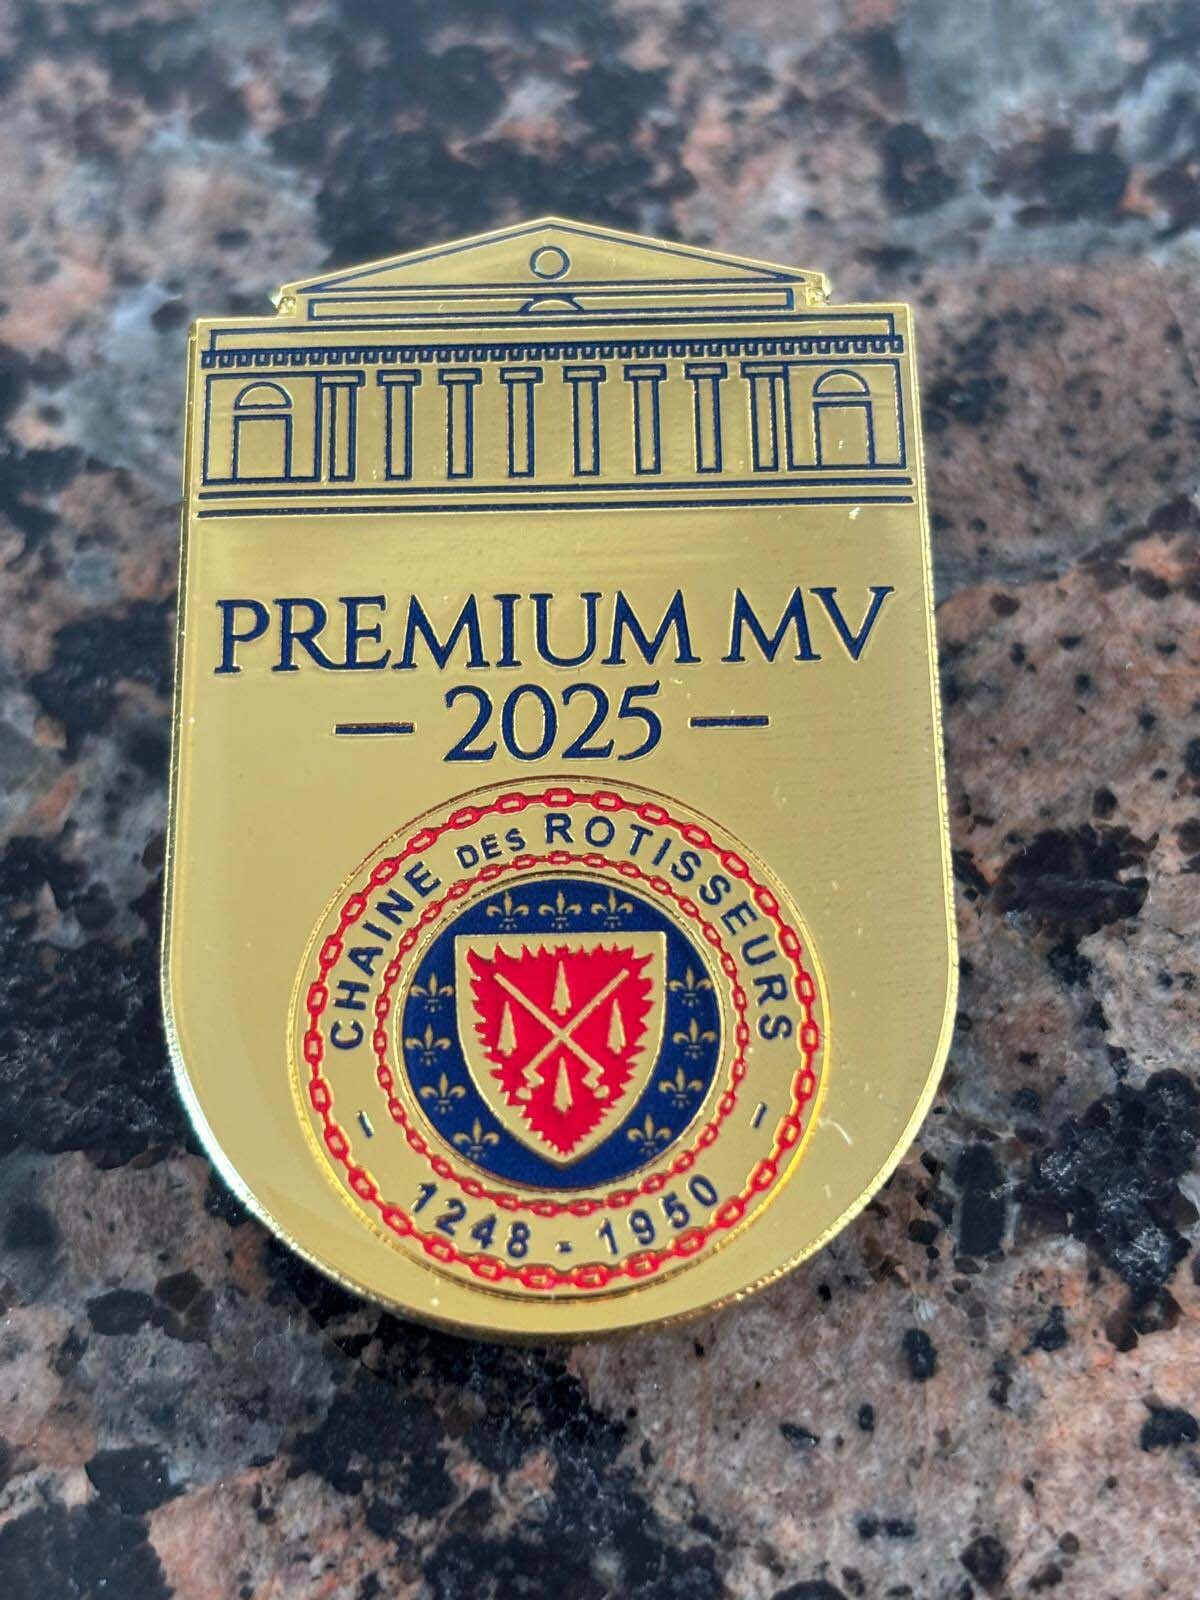 PREMIUM MV
— 2025 —
CHAINE DES ROTISSEURS
- 1248 - 1950 -